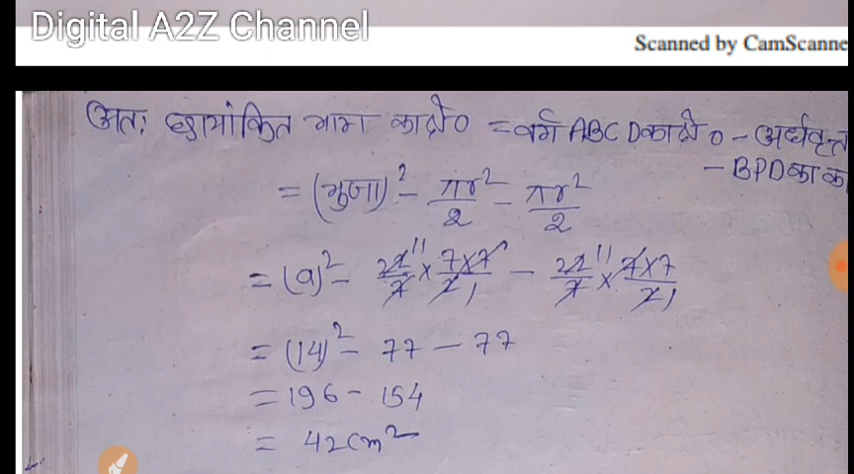 Digital A2Z Channel
Scanned by CamScanne
अतः छायांकित भाग का क्षे० = वर्ग ABCD का क्षे० - अर्धवृत्त
- BPD का क
= (भुजा)² - πr²/2 - πr²/2
= (a)² - 22/7 × 7×7/2 - 22/7 × 7×7/2
= (14)² - 77 - 77
= 196 - 154
= 42 cm²